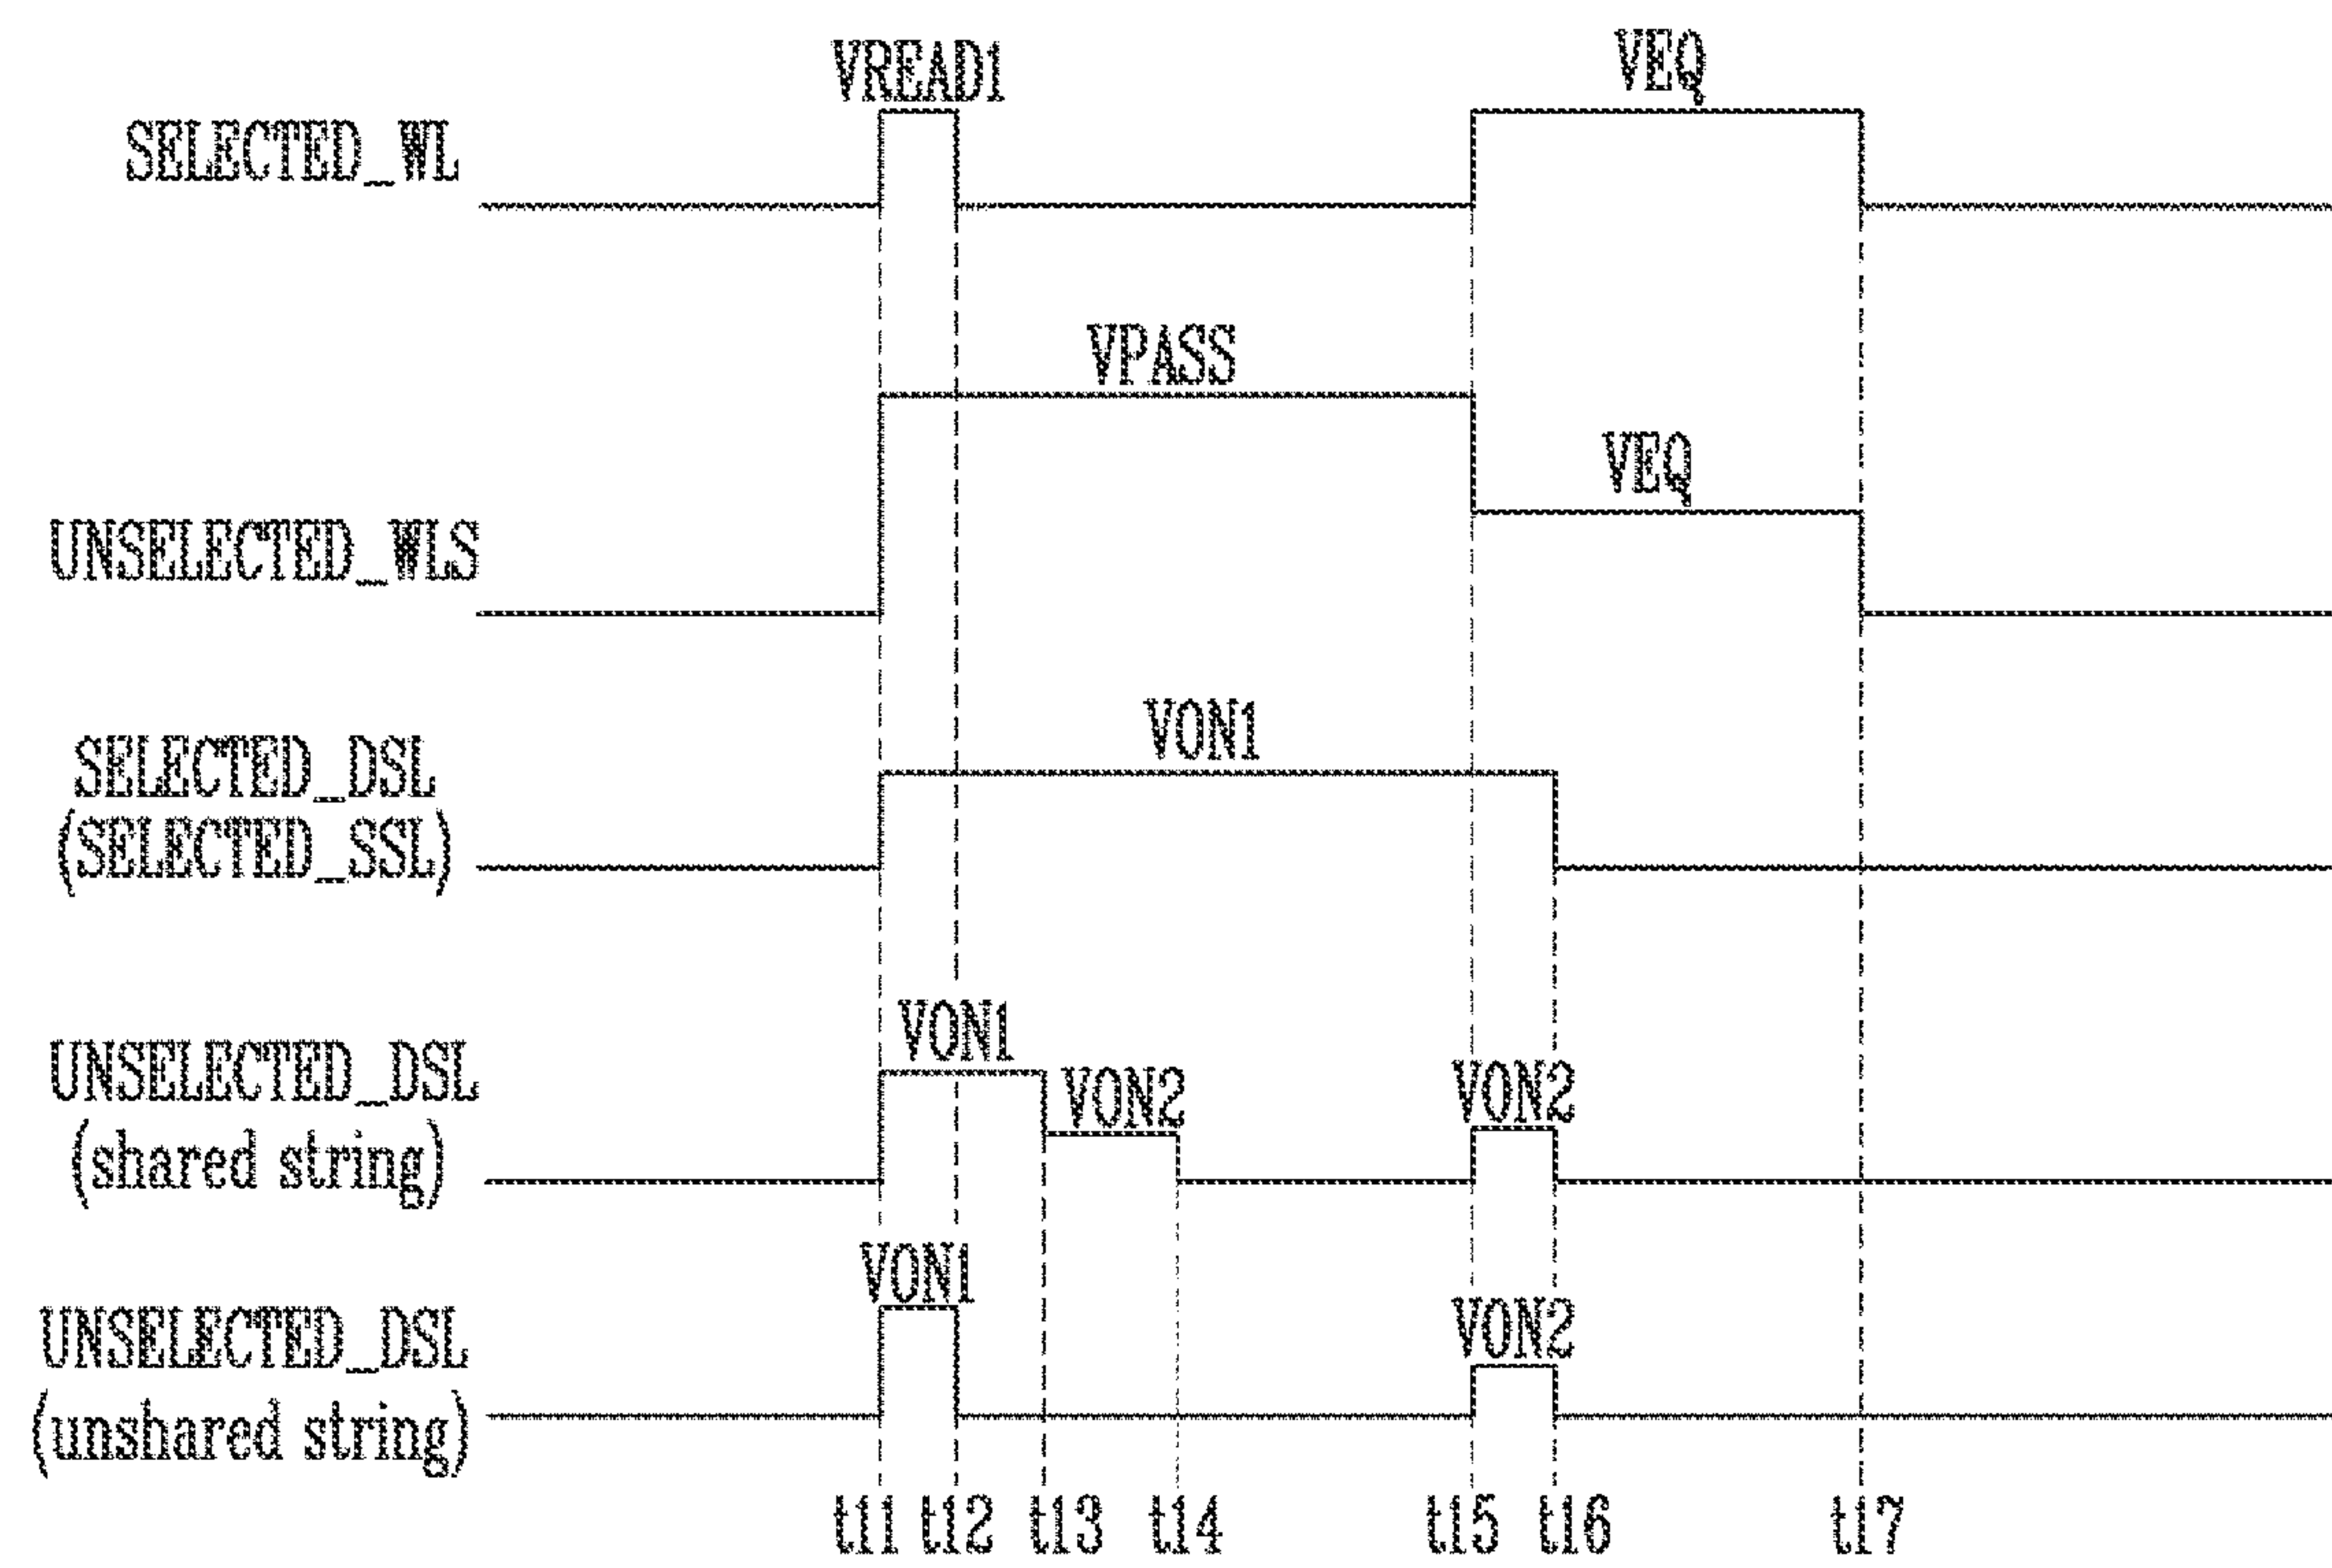 VREAD1
VEQ
SELECTED_WL
VPASS
VEQ
UNSELECTED_WLS
VON1
SELECTED_DSL
(SELECTED_SSL)
VON1
VON2
VON2
UNSELECTED_DSL
(shared string)
VON1
VON2
UNSELECTED_DSL
(unshared string)
t11 t12 t13 t14 t15 t16 t17